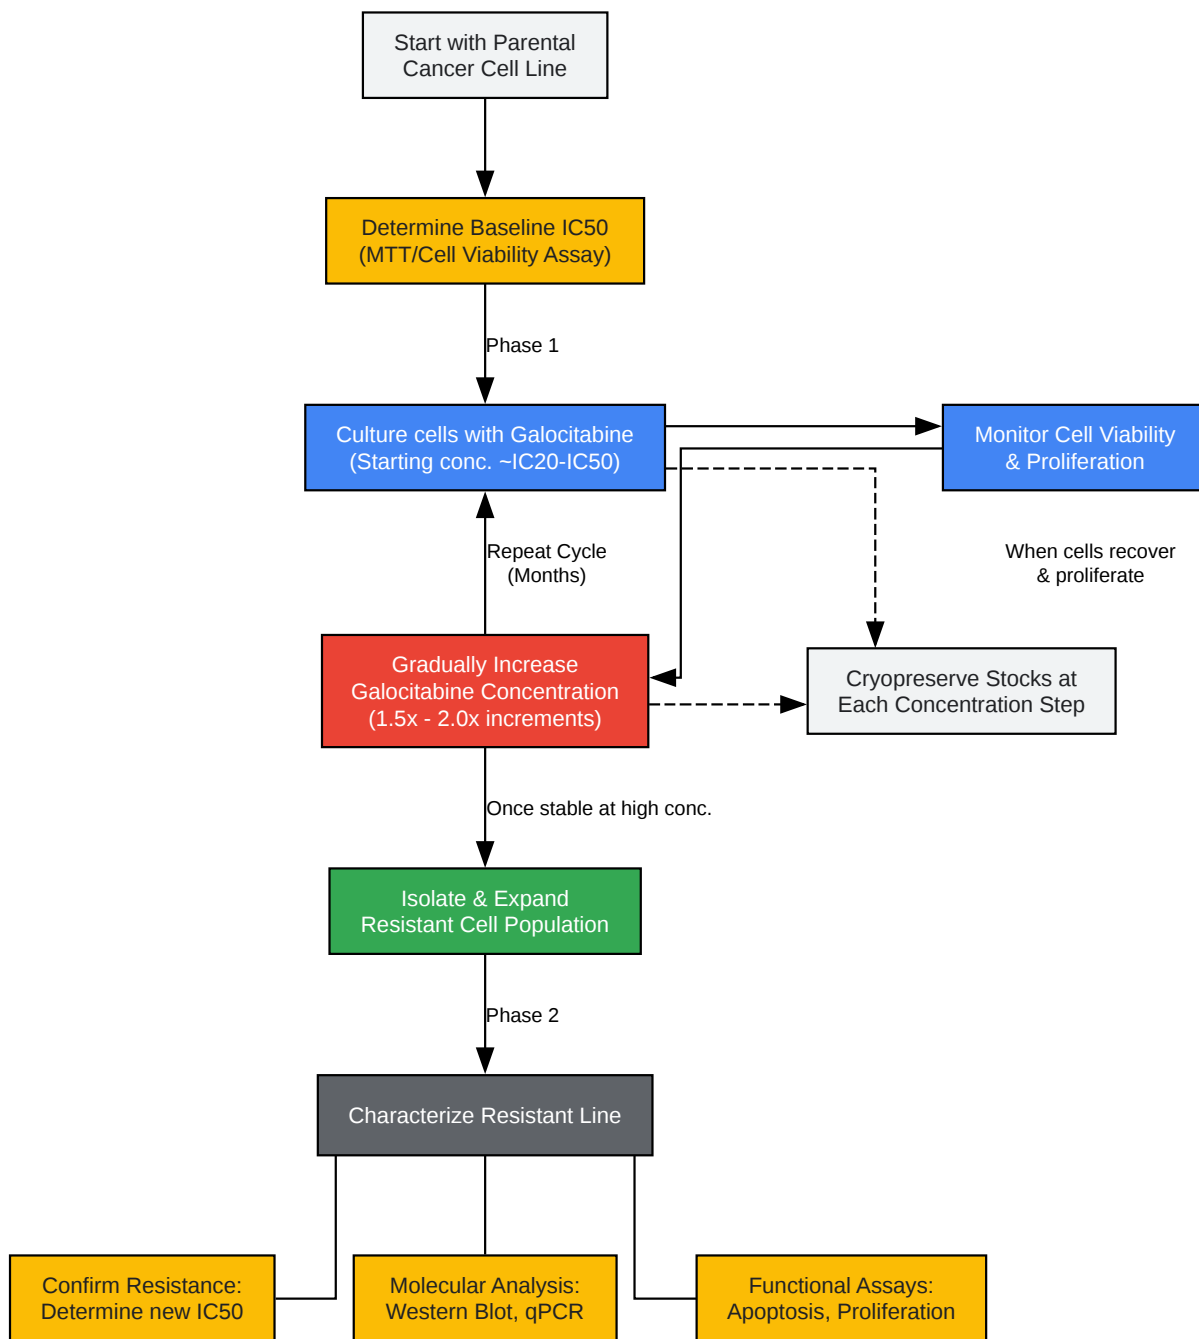 Start with Parental
Cancer Cell Line
Determine Baseline IC50
(MTT/Cell Viability Assay)
Phase 1
Culture cells with Galocitabine
(Starting conc. ~IC20-IC50)
Monitor Cell Viability
& Proliferation
Repeat Cycle
(Months)
When cells recover
& proliferate
Gradually Increase
Galocitabine Concentration
(1.5x - 2.0x increments)
Cryopreserve Stocks at
Each Concentration Step
Once stable at high conc.
Isolate & Expand
Resistant Cell Population
Phase 2
Characterize Resistant Line
Confirm Resistance:
Determine new IC50
Molecular Analysis:
Western Blot, qPCR
Functional Assays:
Apoptosis, Proliferation